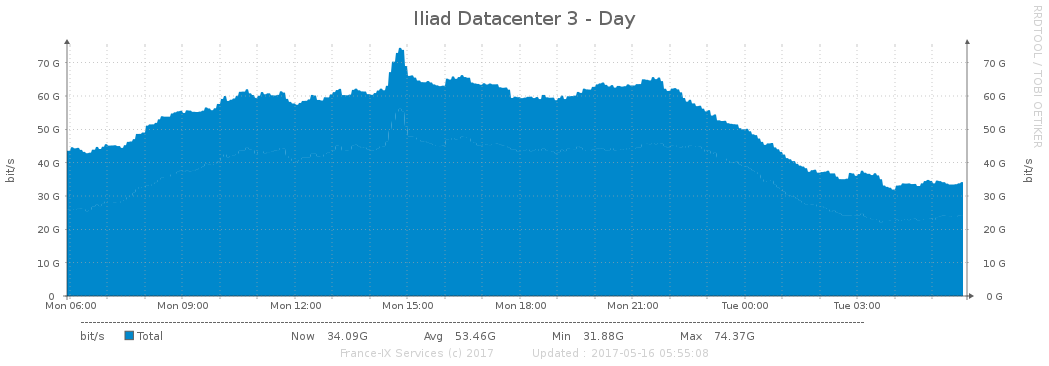 Iliad Datacenter 3 - Day
RRDTOOL / TOBI OETIKER
bit/s
bit/s
70 G
70 G
60 G
60 G
50 G
50 G
40 G
40 G
30 G
30 G
20 G
20 G
10 G
10 G
0
0 G
Mon 06:00 Mon 09:00 Mon 12:00 Mon 15:00 Mon 18:00 Mon 21:00 Tue 00:00 Tue 03:00
bit/s Total Now 34.09G Avg 53.46G Min 31.88G Max 74.37G
France-IX Services (c) 2017 Updated : 2017-05-16 05:55:08